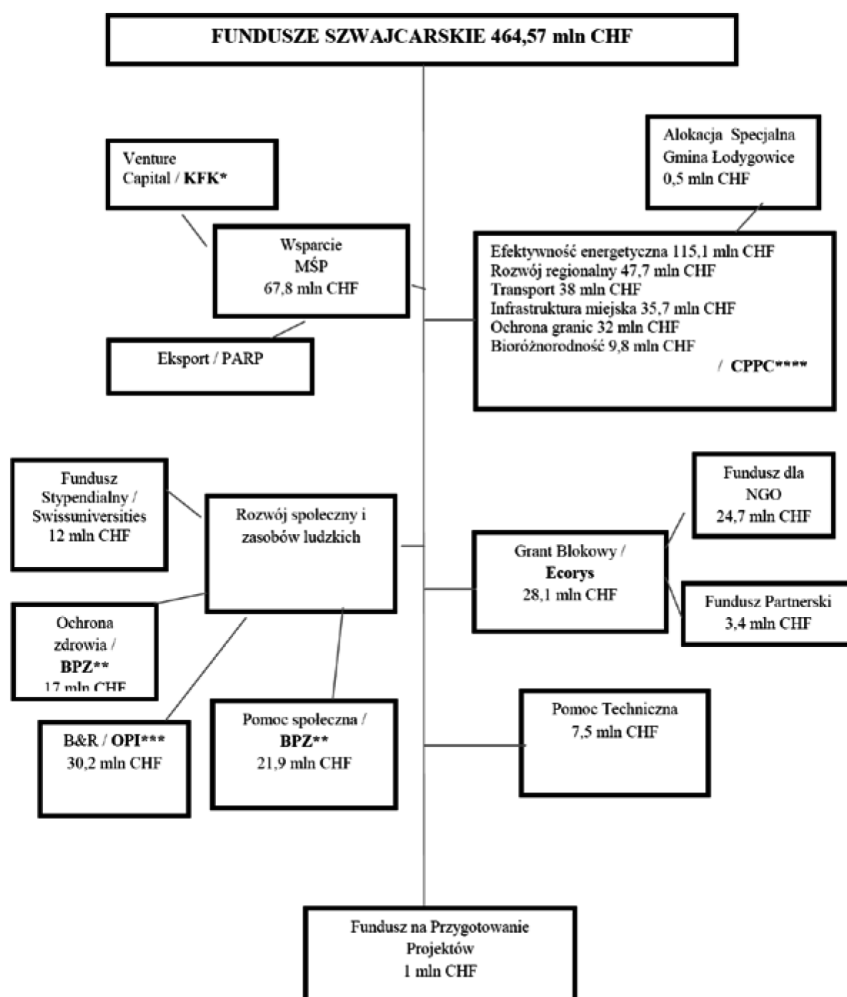 FUNDUSZE SZWAJCARSKIE 464,57 mln CHF
Venture
Capital / KFK*
Alokacja Specjalna
Gmina Łodygowice
0,5 mln CHF
Wsparcie
MŚP
67,8 mln CHF
Efektywność energetyczna 115,1 mln CHF
Rozwój regionalny 47,7 mln CHF
Transport 38 mln CHF
Infrastruktura miejska 35,7 mln CHF
Ochrona granic 32 mln CHF
Bioróżnorodność 9,8 mln CHF
/ CPPC****
Eksport / PARP
Fundusz
Stypendialny /
Swissuniversities
12 mln CHF
Rozwój społeczny i
zasobów ludzkich
Fundusz dla
NGO
24,7 mln CHF
Grant Blokowy /
Ecorys
28,1 mln CHF
Fundusz Partnerski
3,4 mln CHF
Ochrona
zdrowia /
BPZ**
17 mln CHF
B&R / OPI***
30,2 mln CHF
Pomoc społeczna /
BPZ**
21,9 mln CHF
Pomoc Techniczna
7,5 mln CHF
Fundusz na Przygotowanie
Projektów
1 mln CHF